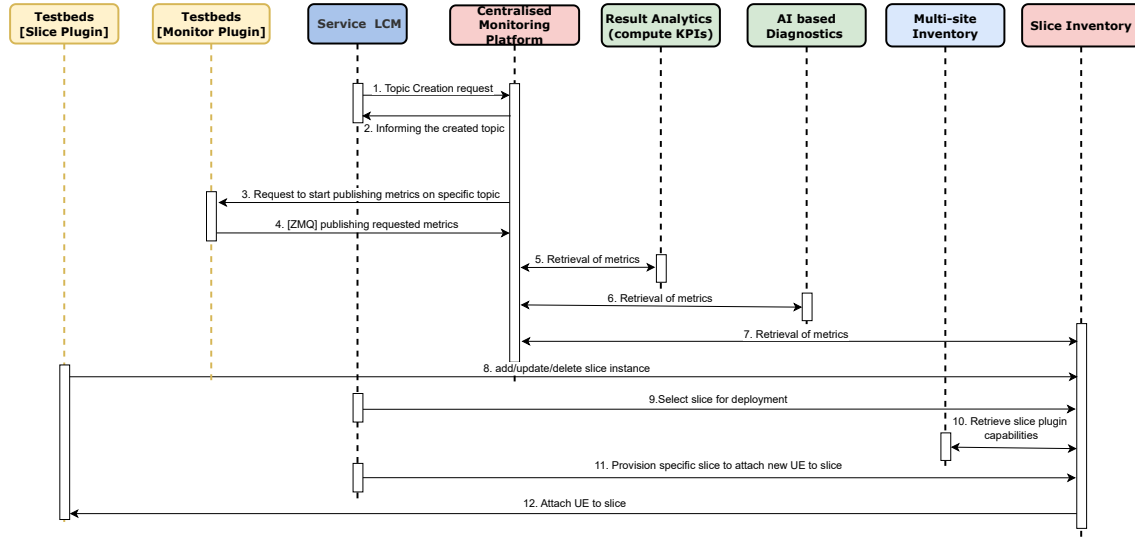 Testbeds
[Slice Plugin]
Testbeds
[Monitor Plugin]
Service LCM
Centralised
Monitoring
Platform
Result Analytics
(compute KPIs)
AI based
Diagnostics
Multi-site
Inventory
Slice Inventory
1. Topic Creation request
2. Informing the created topic
3. Request to start publishing metrics on specific topic
4. [ZMQ] publishing requested metrics
5. Retrieval of metrics
6. Retrieval of metrics
7. Retrieval of metrics
8. add/update/delete slice instance
9.Select slice for deployment
10. Retrieve slice plugin
capabilities
11. Provision specific slice to attach new UE to slice
12. Attach UE to slice